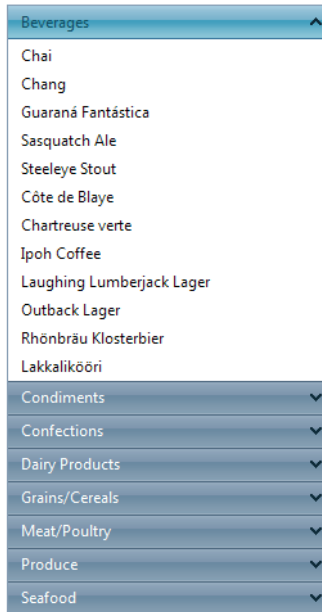 Beverages
Chai
Chang
Guaraná Fantástica
Sasquatch Ale
Steeleye Stout
Côte de Blaye
Chartreuse verte
Ipoh Coffee
Laughing Lumberjack Lager
Outback Lager
Rhönbräu Klosterbier
Lakkalikööri
Condiments
Confections
Dairy Products
Grains/Cereals
Meat/Poultry
Produce
Seafood